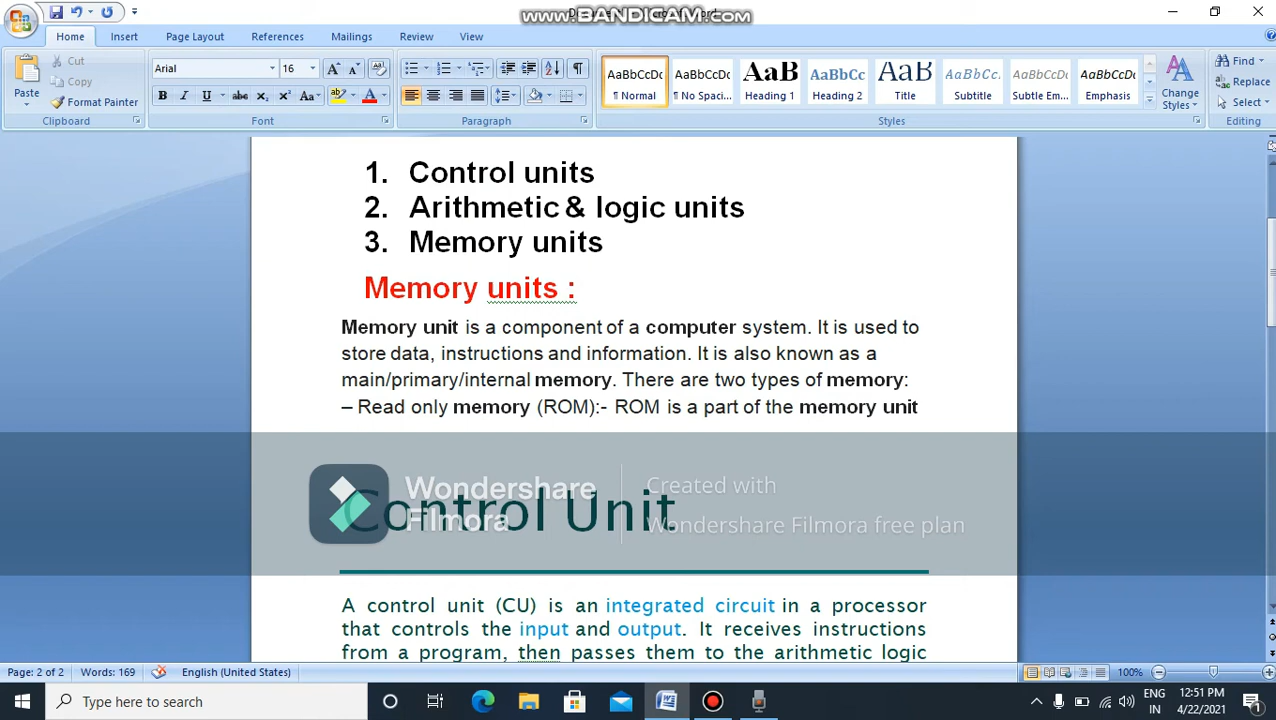 www.BANDICAM.com
Home Insert Page Layout References Mailings Review View
Cut
Copy
Format Painter
Paste
Clipboard
Arial 16
Font
Paragraph
AaBbCcDc AaBbCcDc AaB AaBbCc AaB AaBbCc. AaBbCcDc AaBbCcDc
¶ Normal ¶ No Spaci... Heading 1 Heading 2 Title Subtitle Subtle Em... Emphasis
Change Styles
Styles
Find
Replace
Select
Editing
1. Control units
2. Arithmetic & logic units
3. Memory units
Memory units :
Memory unit is a component of a computer system. It is used to
store data, instructions and information. It is also known as a
main/primary/internal memory. There are two types of memory:
– Read only memory (ROM):- ROM is a part of the memory unit
Wondershare
Filmora
Created with
Wondershare Filmora free plan
Control Unit
A control unit (CU) is an integrated circuit in a processor
that controls the input and output. It receives instructions
from a program, then passes them to the arithmetic logic
Page: 2 of 2 Words: 169 English (United States) 100%
Type here to search
ENG
IN
12:51 PM
4/22/2021
1